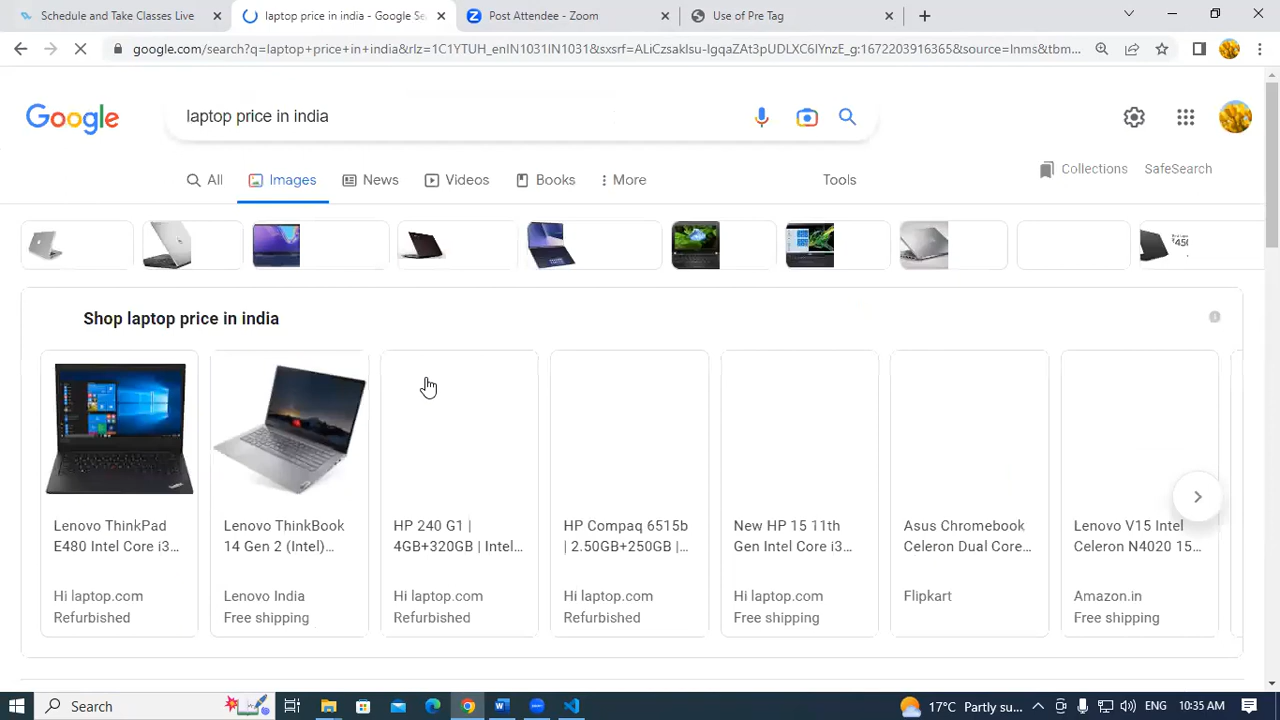 Schedule and Take Classes Live
laptop price in india - Google Se
Post Attendee - Zoom
Use of Pre Tag
google.com/search?q=laptop+price+in+india&rlz=1C1YTUH_enIN1031IN1031&sxsrf=ALiCzsakIsu-IgqaZAt3pUDLXC6lYnzE_g:1672203916365&source=lnms&tbm...
Google
laptop price in india
All
Images
News
Videos
Books
More
Tools
Collections
SafeSearch
Shop laptop price in india
Lenovo ThinkPad
E480 Intel Core i3...
Hi laptop.com
Refurbished
Lenovo ThinkBook
14 Gen 2 (Intel)...
Lenovo India
Free shipping
HP 240 G1 |
4GB+320GB | Intel...
Hi laptop.com
Refurbished
HP Compaq 6515b
| 2.50GB+250GB |...
Hi laptop.com
Refurbished
New HP 15 11th
Gen Intel Core i3...
Hi laptop.com
Free shipping
Asus Chromebook
Celeron Dual Core...
Flipkart
Lenovo V15 Intel
Celeron N4020 15...
Amazon.in
Free shipping
Search
17°C Partly su...
ENG
10:35 AM